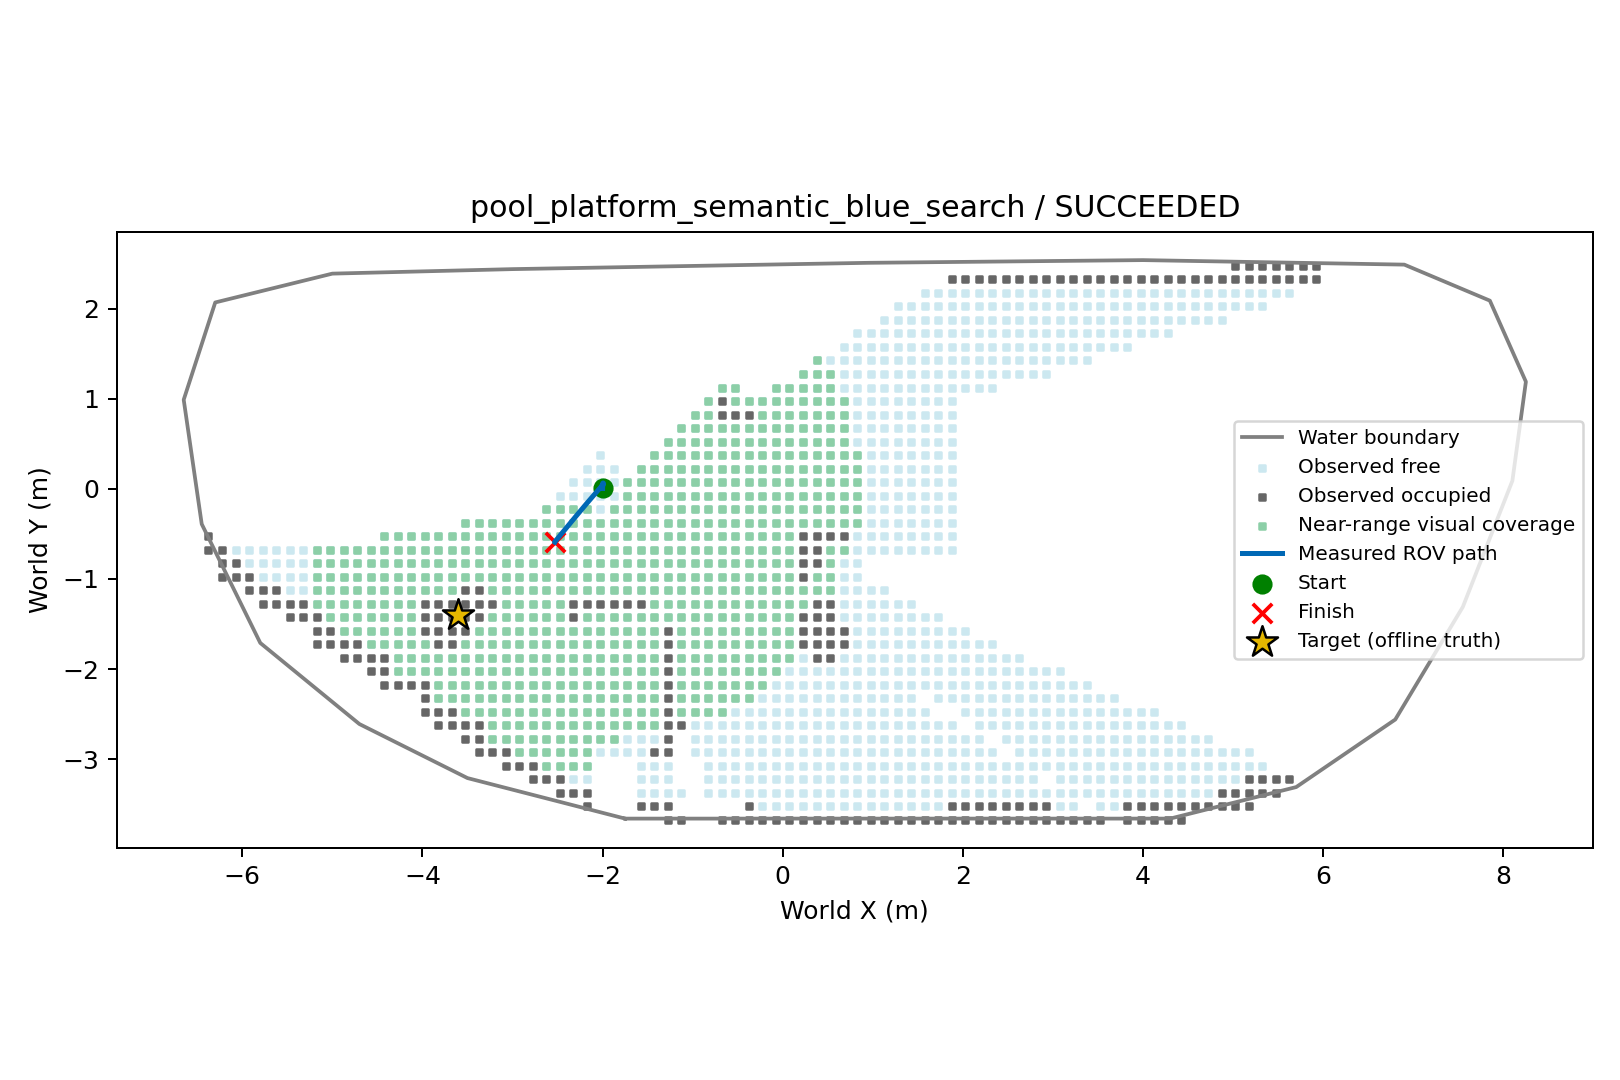 pool_platform_semantic_blue_search / SUCCEEDED
World Y (m)
2
1
0
−1
−2
−3
Water boundary
Observed free
Observed occupied
Near-range visual coverage
Measured ROV path
Start
Finish
Target (offline truth)
−6 −4 −2 0 2 4 6 8
World X (m)